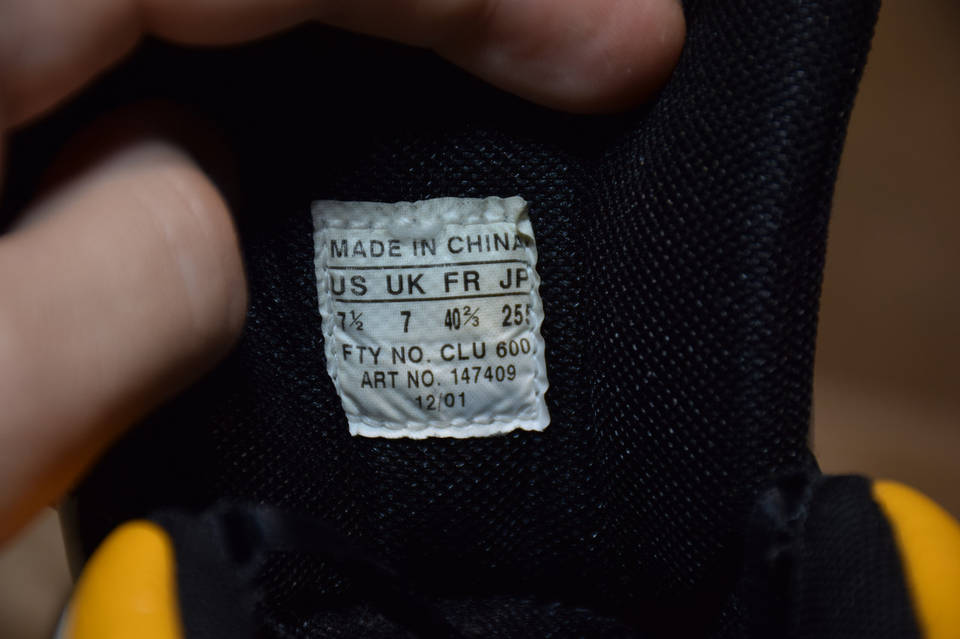 MADE IN CHINA
US UK FR JP
7½ 7 40⅔ 255
FTY NO. CLU 600
ART NO. 147409
12/01